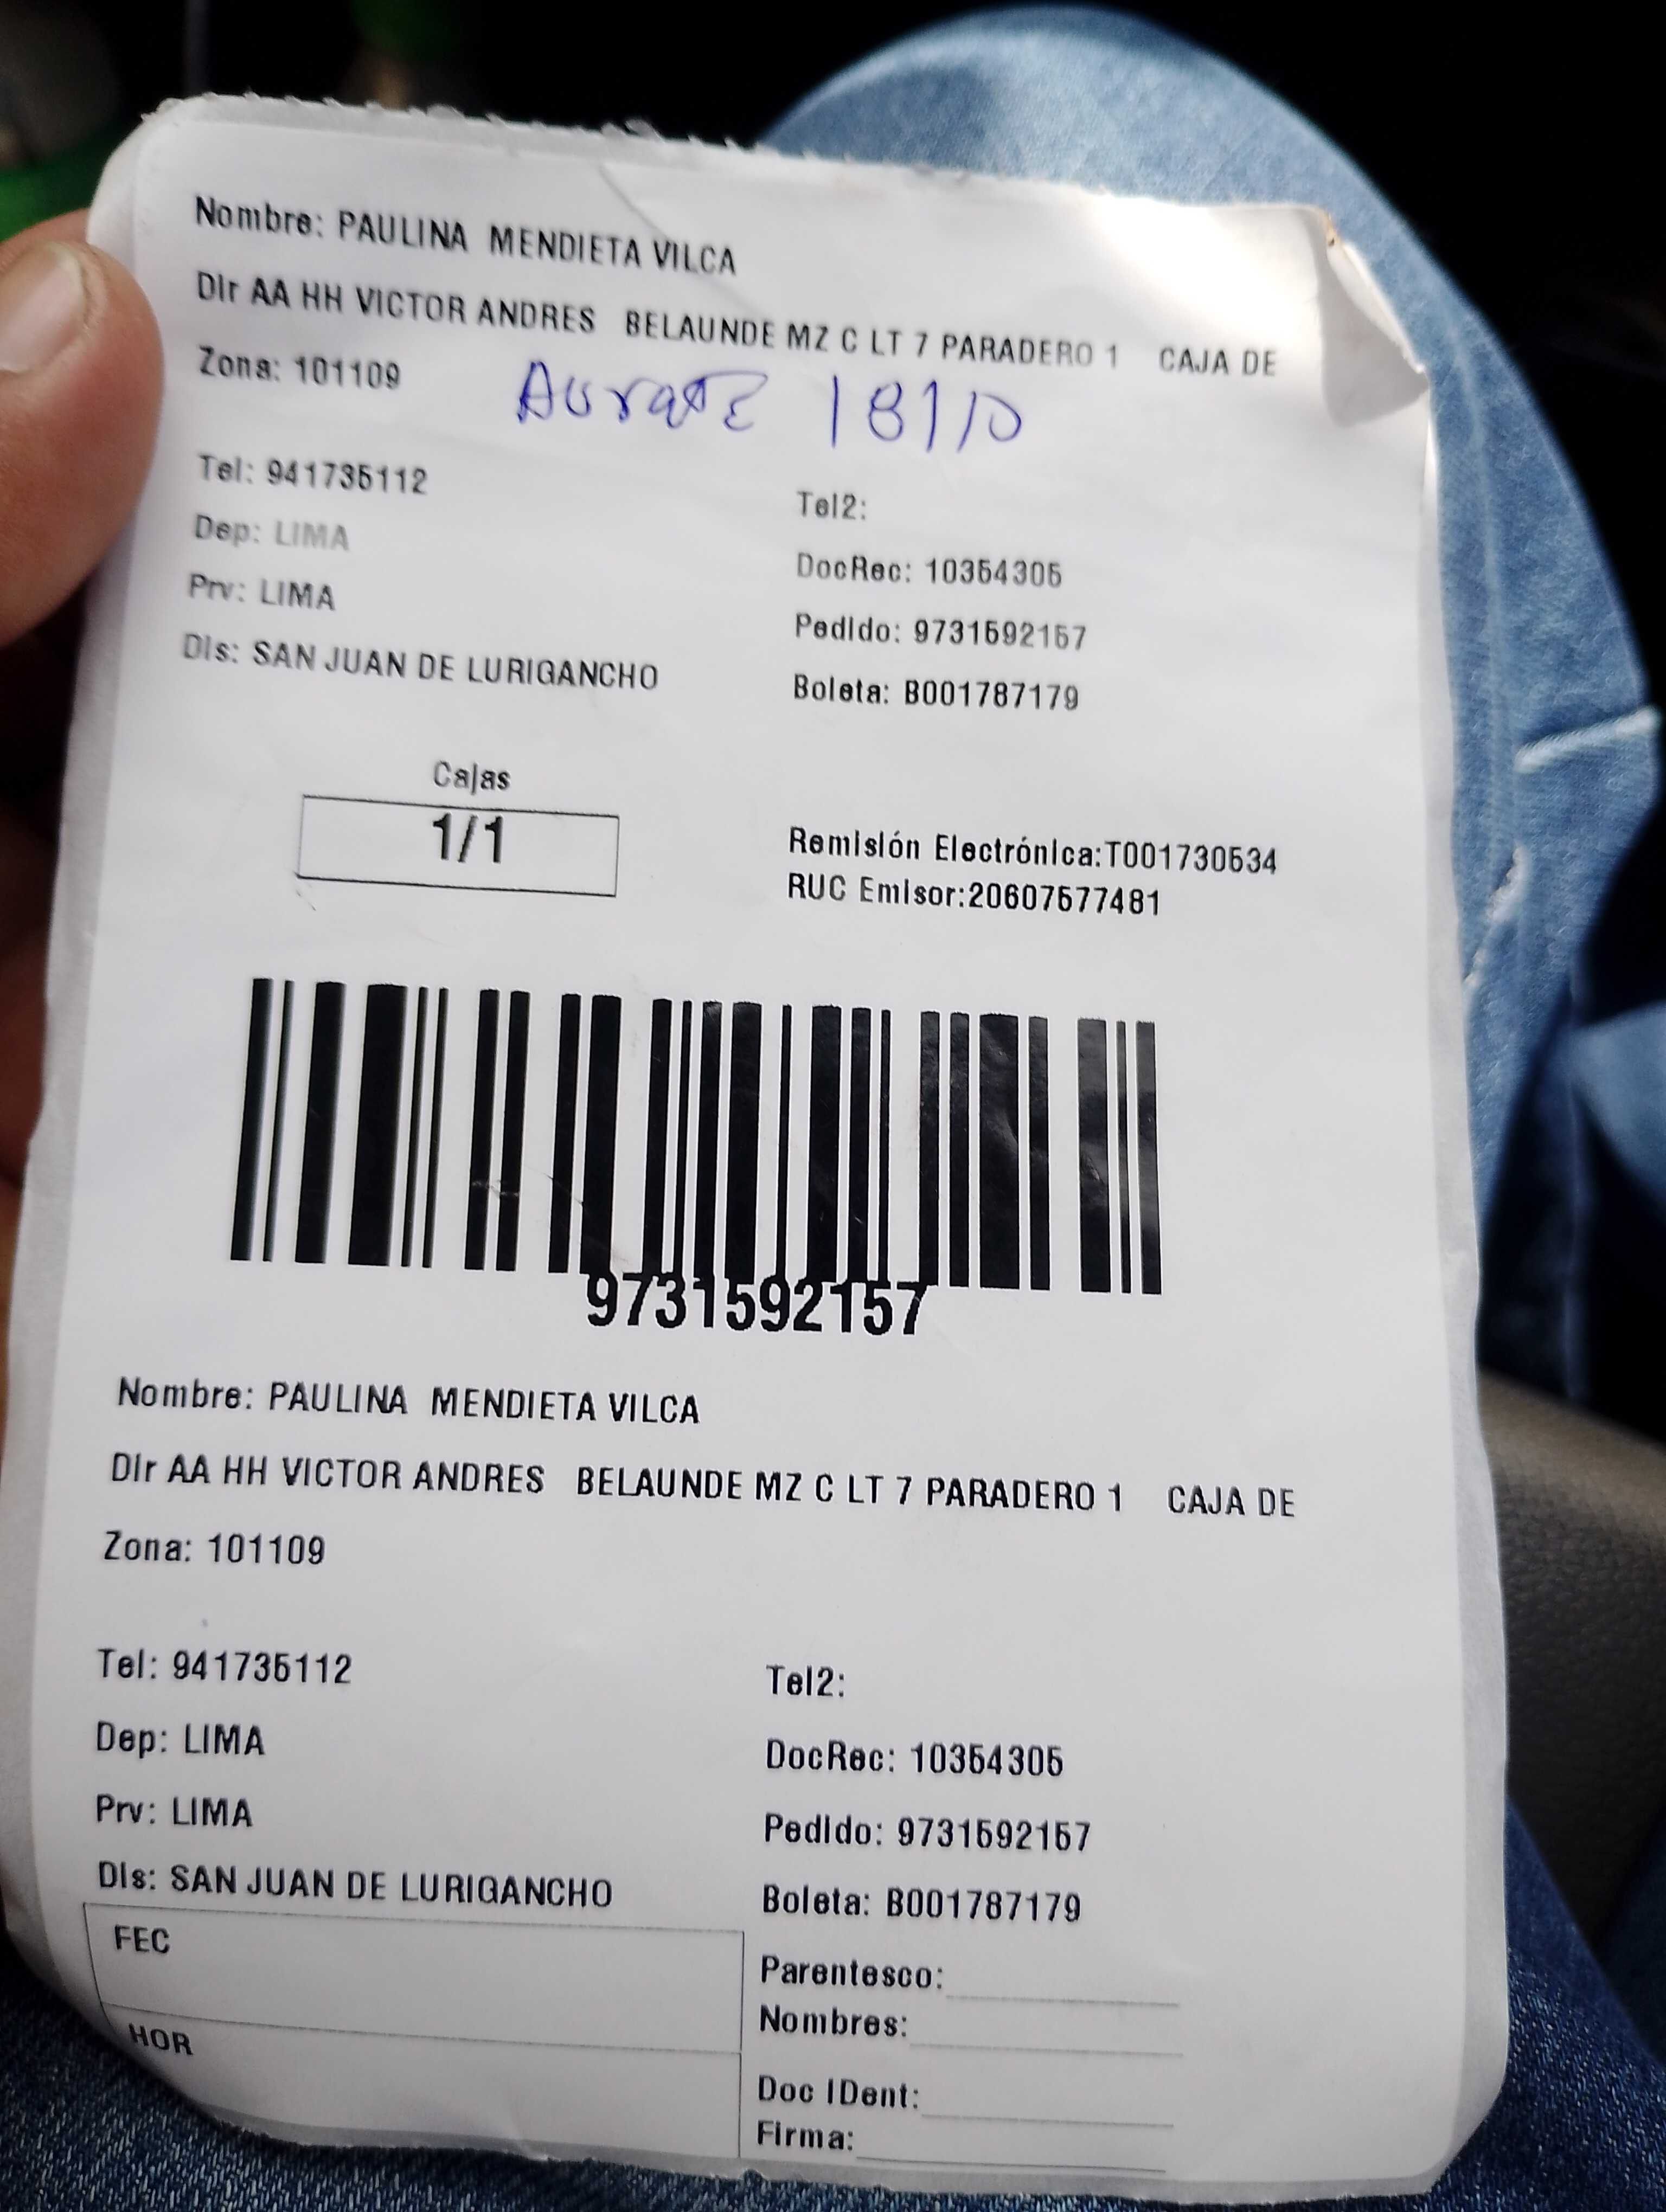 Nombre: PAULINA MENDIETA VILCA
Dir AA HH VICTOR ANDRES BELAUNDE MZ C LT 7 PARADERO 1 CAJA DE
Zona: 101109
18/10
Tel: 941735112
Tel2:
Dep: LIMA
DocRec: 10354305
Prv: LIMA
Pedido: 9731592157
Dis: SAN JUAN DE LURIGANCHO
Boleta: B001787179
Cajas
1/1
Remisión Electrónica:T001730534
RUC Emisor:20607577481
9731592157
Nombre: PAULINA MENDIETA VILCA
Dir AA HH VICTOR ANDRES BELAUNDE MZ C LT 7 PARADERO 1 CAJA DE
Zona: 101109
Tel: 941735112
Tel2:
Dep: LIMA
DocRec: 10354305
Prv: LIMA
Pedido: 9731592157
Dis: SAN JUAN DE LURIGANCHO
Boleta: B001787179
FEC
Parentesco:
Nombres:
HOR
Doc IDent:
Firma: